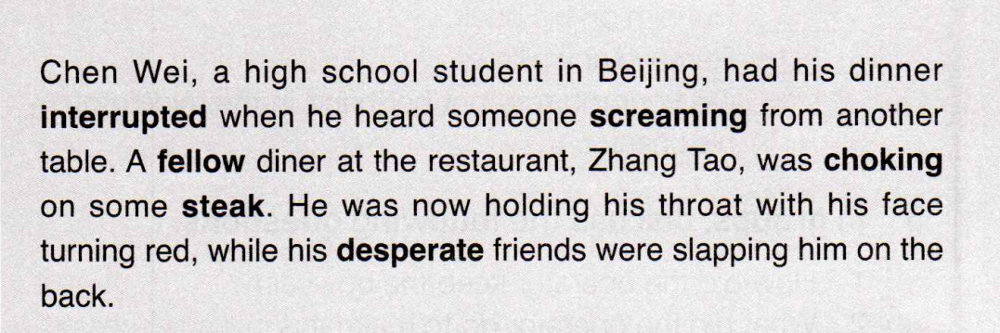 Chen Wei, a high school student in Beijing, had his dinner
interrupted when he heard someone screaming from another
table. A fellow diner at the restaurant, Zhang Tao, was choking
on some steak. He was now holding his throat with his face
turning red, while his desperate friends were slapping him on the
back.